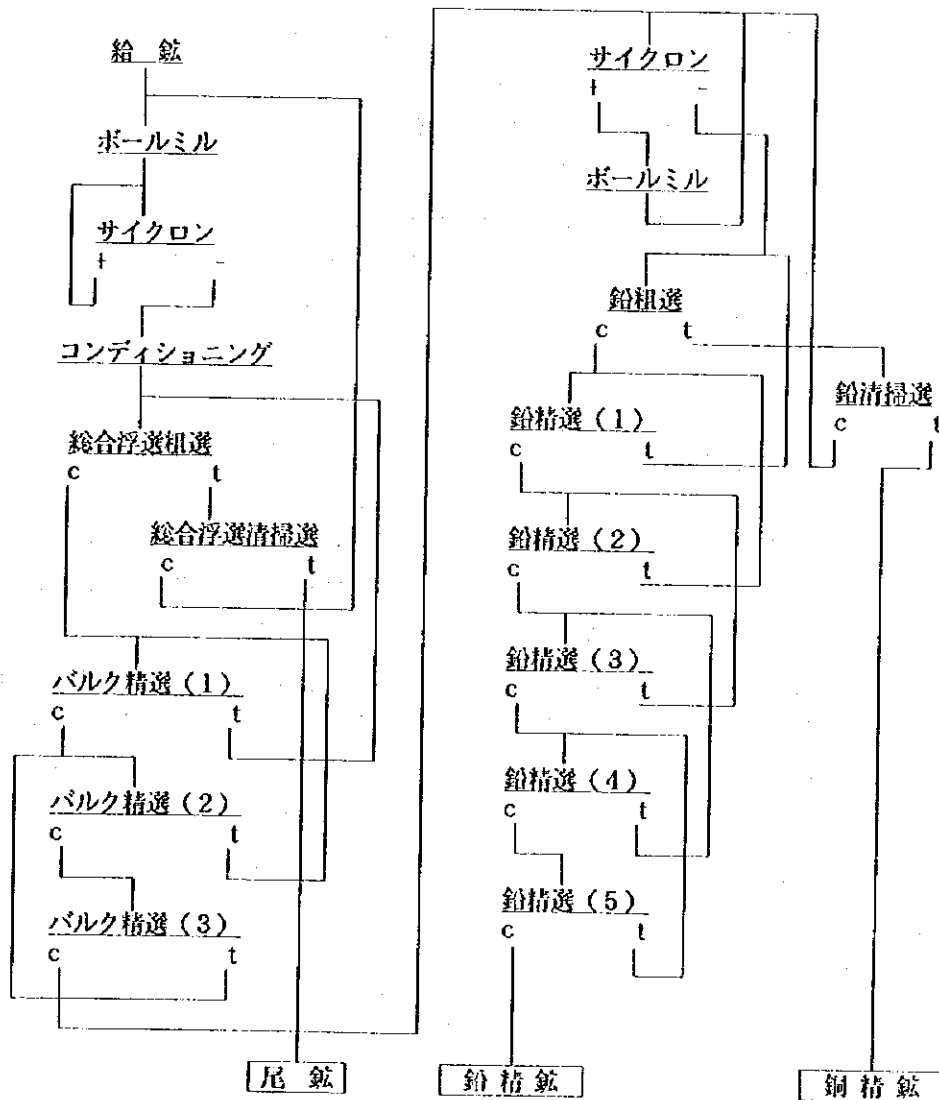 給 鉱
ボールミル
サイクロン
+ -
コンディショニング
総合浮選粗選
c t
総合浮選清掃選
c t
バルク精選(1)
c t
バルク精選(2)
c t
バルク精選(3)
c t
尾 鉱
サイクロン
+ -
ボールミル
鉛粗選
c t
鉛清掃選
c t
鉛精選(1)
c t
鉛精選(2)
c t
鉛精選(3)
c t
鉛精選(4)
c t
鉛精選(5)
c t
鉛 精 鉱
銅 精 鉱